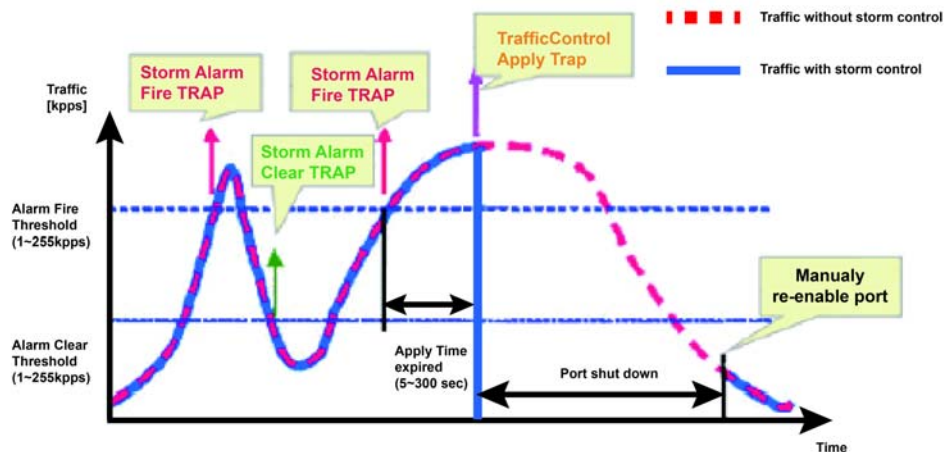 Traffic without storm control
Traffic with storm control
TrafficControl
Apply Trap
Storm Alarm
Fire TRAP
Storm Alarm
Fire TRAP
Storm Alarm
Clear TRAP
Traffic
[kpps]
Alarm Fire
Threshold
(1~255kpps)
Alarm Clear
Threshold
(1~255kpps)
Apply Time
expired
(5~300 sec)
Port shut down
Manualy
re-enable port
Time